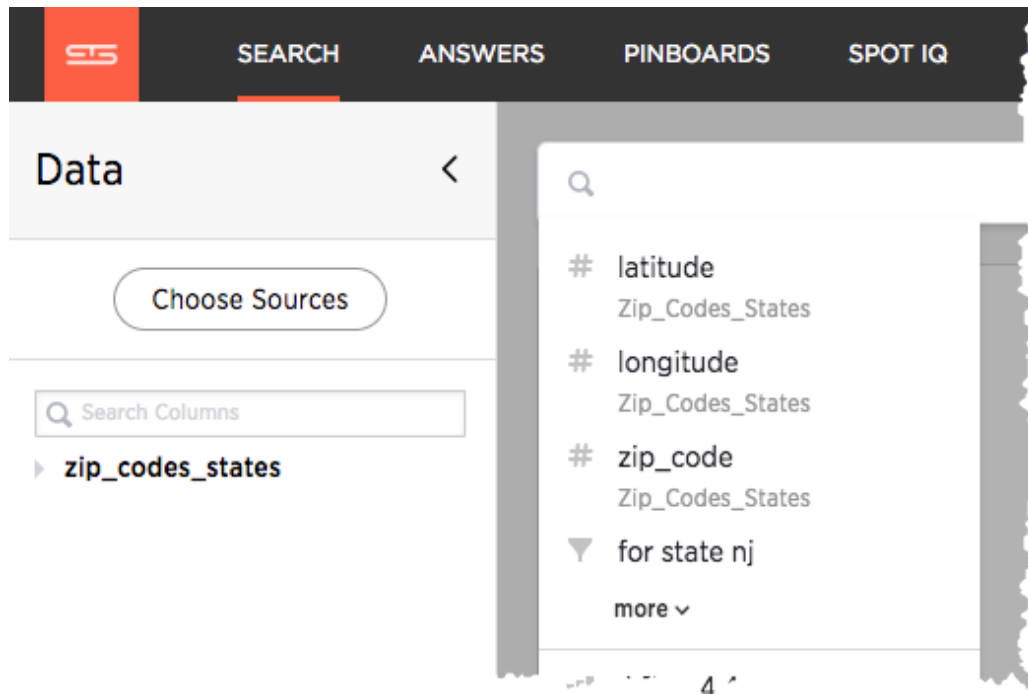 SEARCH ANSWERS PINBOARDS SPOT IQ
Data
Choose Sources
Search Columns
zip_codes_states
# latitude
Zip_Codes_States
# longitude
Zip_Codes_States
# zip_code
Zip_Codes_States
for state nj
more